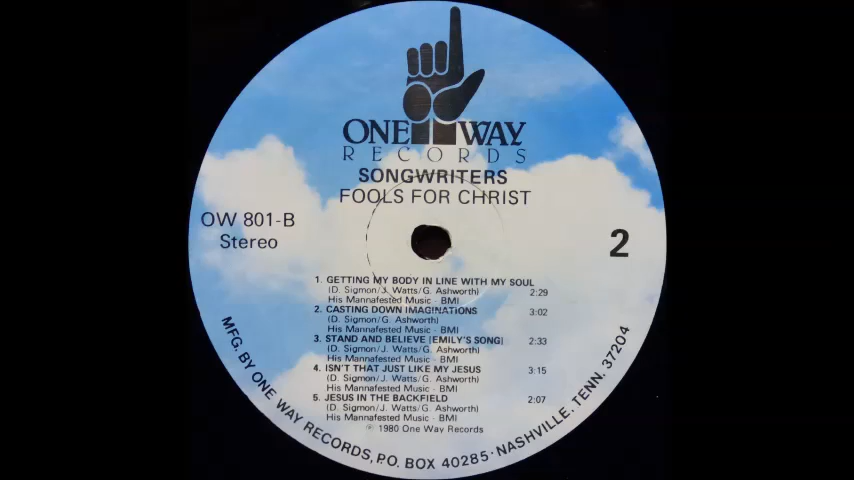 ONE WAY
RECORDS
SONGWRITERS
FOOLS FOR CHRIST
OW 801-B
Stereo
2
1. GETTING MY BODY IN LINE WITH MY SOUL
(D. Sigmon/J. Watts/G. Ashworth) 2:29
His Mannafested Music - BMI
2. CASTING DOWN IMAGINATIONS 3:02
(D. Sigmon/G. Ashworth)
His Mannafested Music - BMI
3. STAND AND BELIEVE (EMILY'S SONG) 2:33
(D. Sigmon/J. Watts/G. Ashworth)
His Mannafested Music - BMI
4. ISN'T THAT JUST LIKE MY JESUS 3:15
(D. Sigmon/J. Watts/G. Ashworth)
His Mannafested Music - BMI
5. JESUS IN THE BACKFIELD 2:07
(D. Sigmon/J. Watts/G. Ashworth)
His Mannafested Music - BMI
℗ 1980 One Way Records
MFG. BY ONE WAY RECORDS, P.O. BOX 40285 · NASHVILLE, TENN. 37204